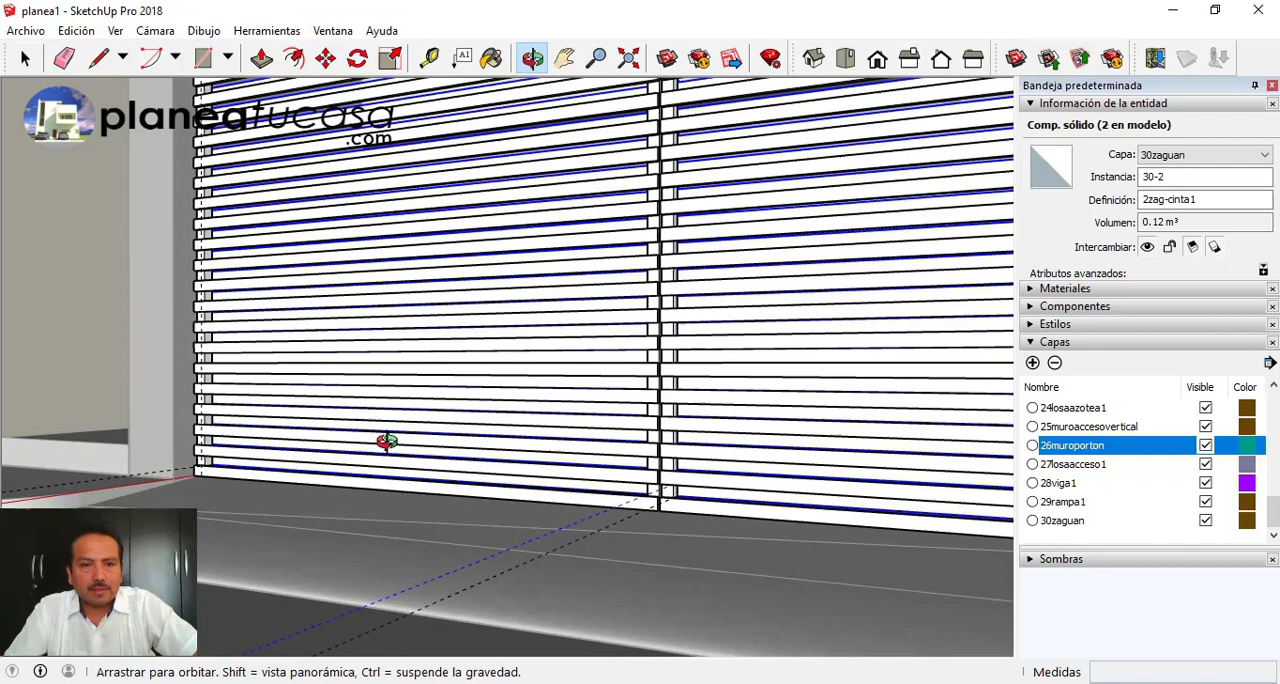 planea1 - SketchUp Pro 2018
Archivo Edición Ver Cámara Dibujo Herramientas Ventana Ayuda
A1
planeatucasa
.com
Bandeja predeterminada
Información de la entidad
Comp. sólido (2 en modelo)
Capa: 30zaguan
Instancia: 30-2
Definición: 2zag-cinta1
Volumen: 0.12 m³
Intercambiar:
Atributos avanzados:
Materiales
Componentes
Estilos
Capas
Nombre Visible Color
24losaazotea1
25muroaccesovertical
26muroporton
27losaacceso1
28viga1
29rampa1
30zaguan
Sombras
Arrastrar para orbitar. Shift = vista panorámica, Ctrl = suspende la gravedad.
Medidas